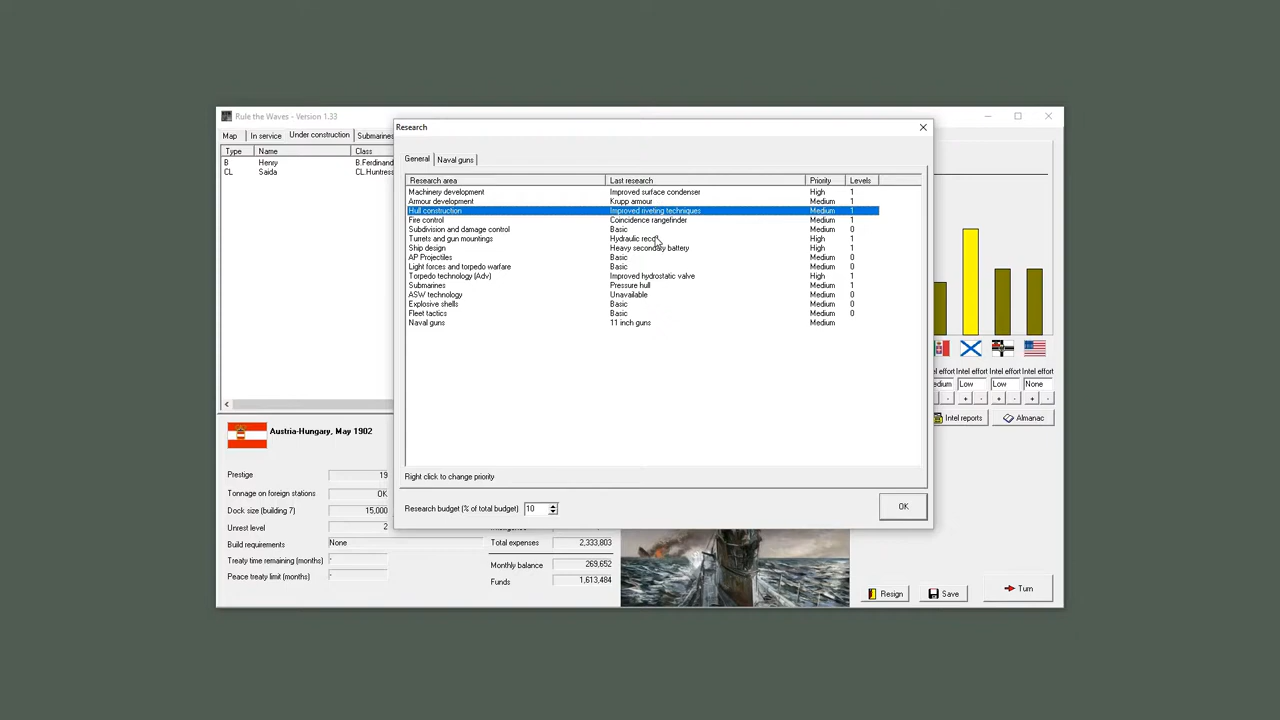 Rule the Waves - Version 1.33
Map In service Under construction Submarines
Type Name Class
B Henry B.Ferdinand
CL Saida CL.Huntress
Research
General Naval guns
Research area Last research Priority Levels
Machinery development Improved surface condenser High 1
Armour development Krupp armour Medium 1
Hull construction Improved riveting techniques Medium 1
Fire control Coincidence rangefinder Medium 1
Subdivision and damage control Basic Medium 0
Turrets and gun mountings Hydraulic High 1
Ship design Heavy secondary battery High 1
AP Projectiles Basic Medium 0
Light forces and torpedo warfare Basic Medium 0
Torpedo technology (Adv) Improved hydrostatic valve High 1
Submarines Pressure hull Medium 1
ASW technology Unavailable Medium 0
Explosive shells Basic Medium 0
Fleet tactics Basic Medium 0
Naval guns 11 inch guns Medium
Right click to change priority
Research budget (% of total budget) 10
OK
Intel effort Intel effort Intel effort
Low Low None
+ - + - + -
Intel reports Almanac
Austria-Hungary, May 1902
Prestige 19
Tonnage on foreign stations OK
Dock size (building 7) 15,000
Unrest level 2
Build requirements None
Treaty time remaining (months) -
Peace treaty limit (months) -
Total expenses 2,333,803
Monthly balance 269,652
Funds 1,613,484
Resign Save Turn